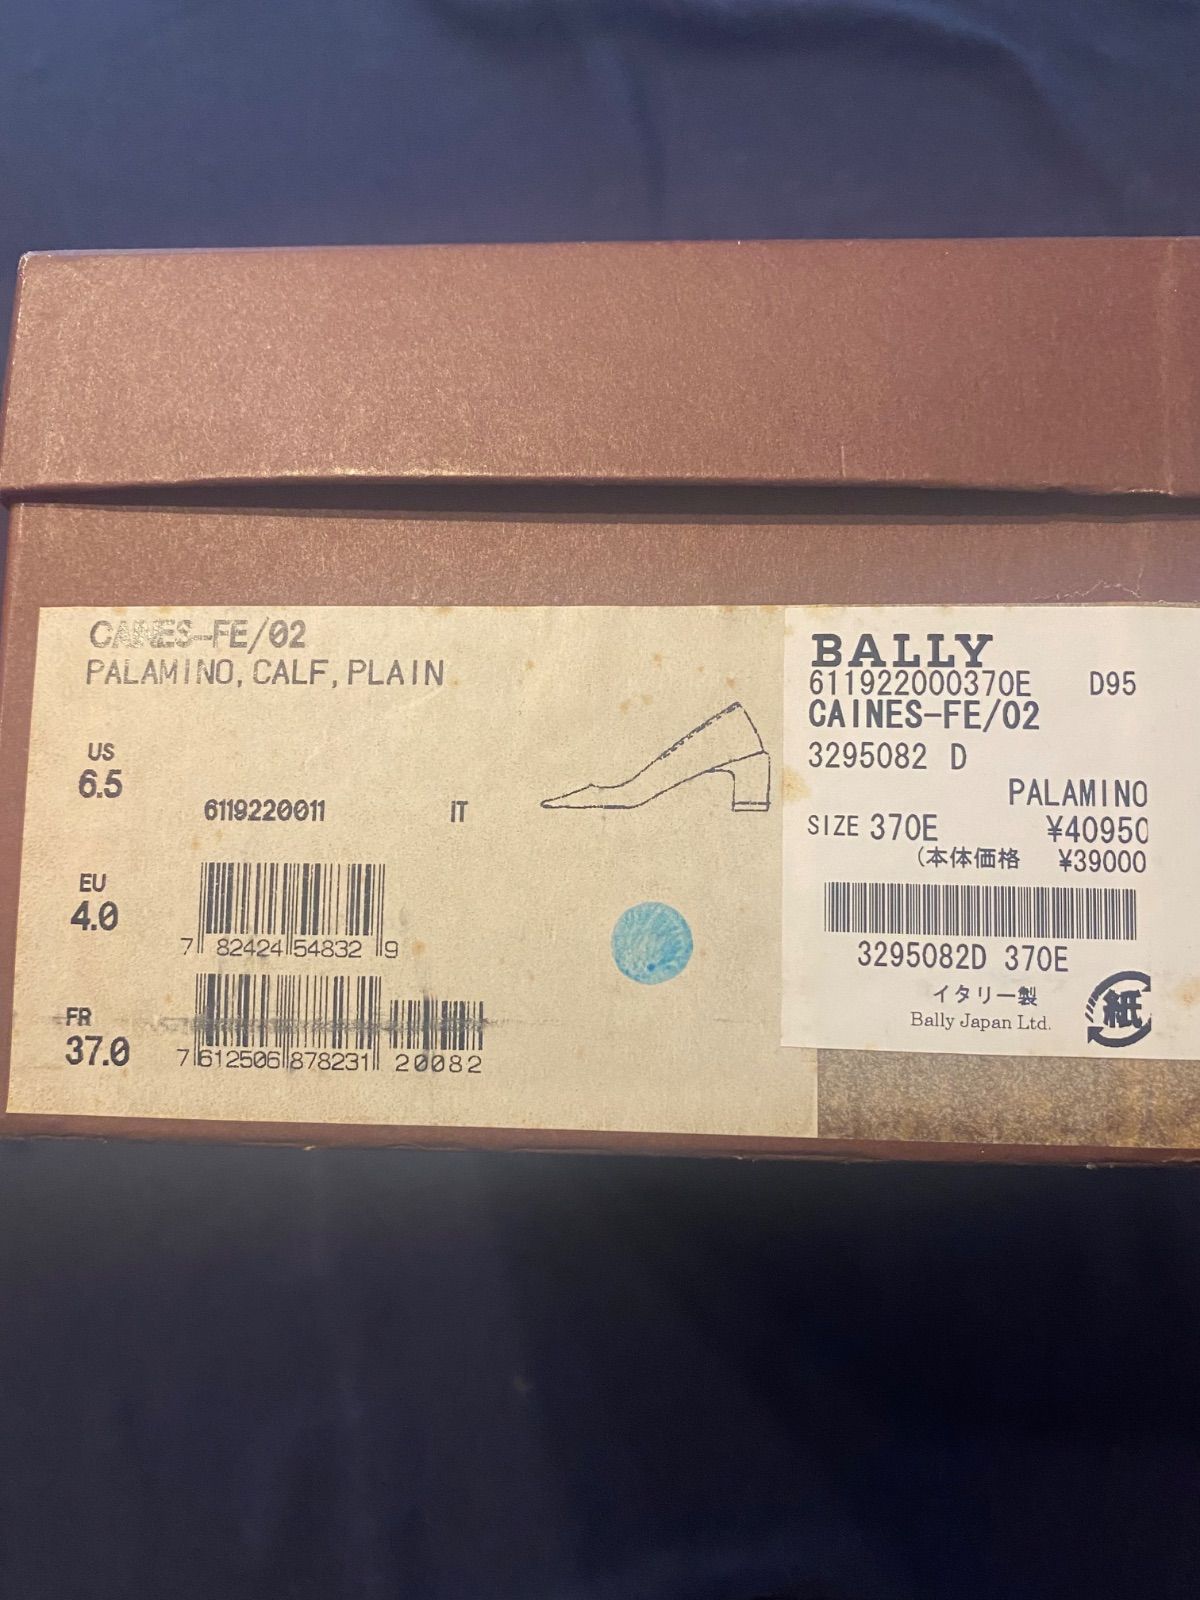 CAINES-FE/02
PALAMINO, CALF, PLAIN
US
6.5
6119220011 IT
EU
4.0
7 82424 54832 9
FR
37.0
7 612506 878231 20082
BALLY
611922000370E D95
CAINES-FE/02
3295082 D
PALAMINO
SIZE 370E ¥40950
(本体価格 ¥39000
3295082D 370E
イタリー製
Bally Japan Ltd.
紙